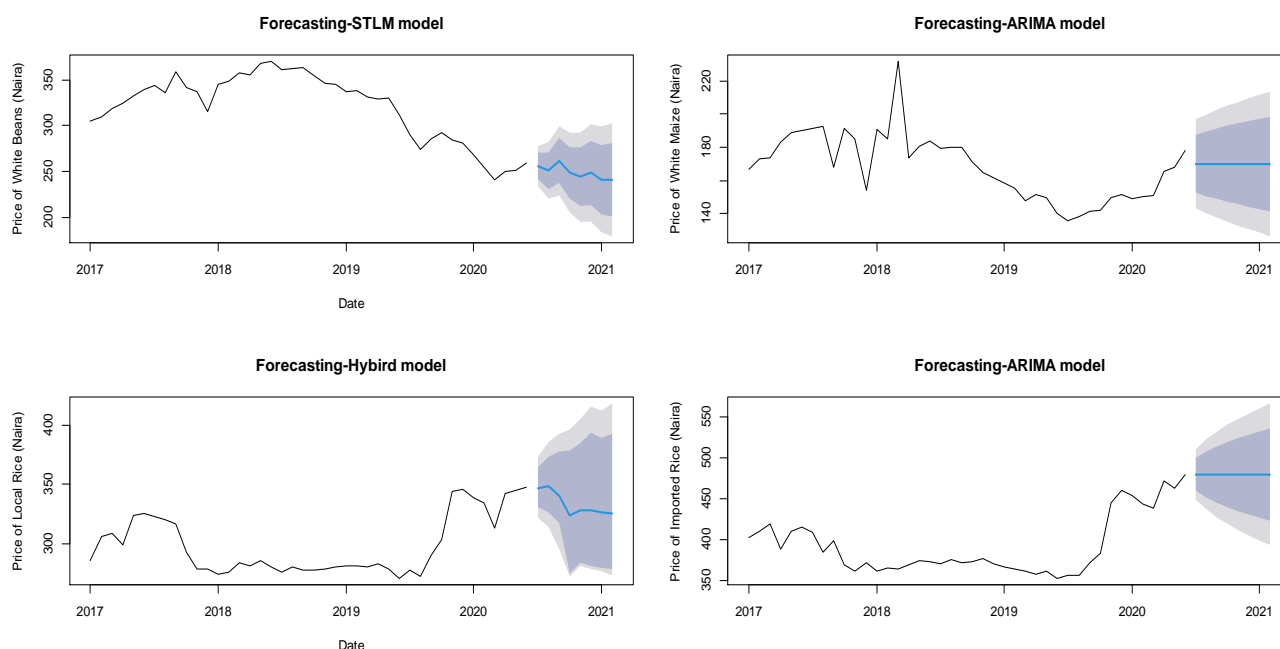 Forecasting-STLM model
Price of White Beans (Naira)
350
300
250
200
2017 2018 2019 2020 2021
Date
Forecasting-ARIMA model
Price of White Maize (Naira)
220
180
140
2017 2018 2019 2020 2021
Forecasting-Hybird model
Price of Local Rice (Naira)
400
350
300
2017 2018 2019 2020 2021
Date
Forecasting-ARIMA model
Price of Imported Rice (Naira)
550
500
450
400
350
2017 2018 2019 2020 2021